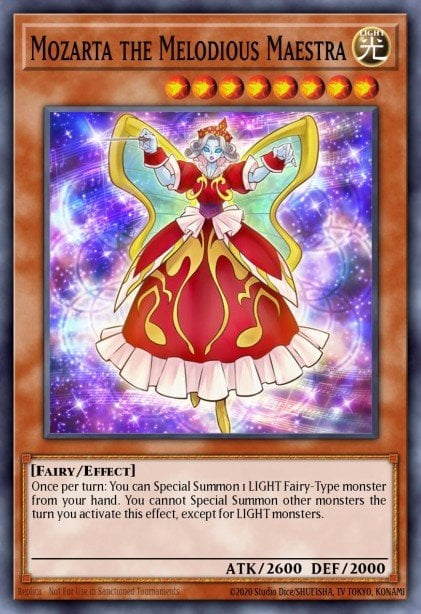 MOZARTA THE MELODIOUS MAESTRA
LIGHT
光
[FAIRY/EFFECT]
Once per turn: You can Special Summon 1 LIGHT Fairy-Type monster
from your hand. You cannot Special Summon other monsters the
turn you activate this effect, except for LIGHT monsters.
ATK/2600 DEF/2000
Replica - Not For Use in Sanctioned Tournaments
©2020 Studio Dice/SHUEISHA, TV TOKYO, KONAMI